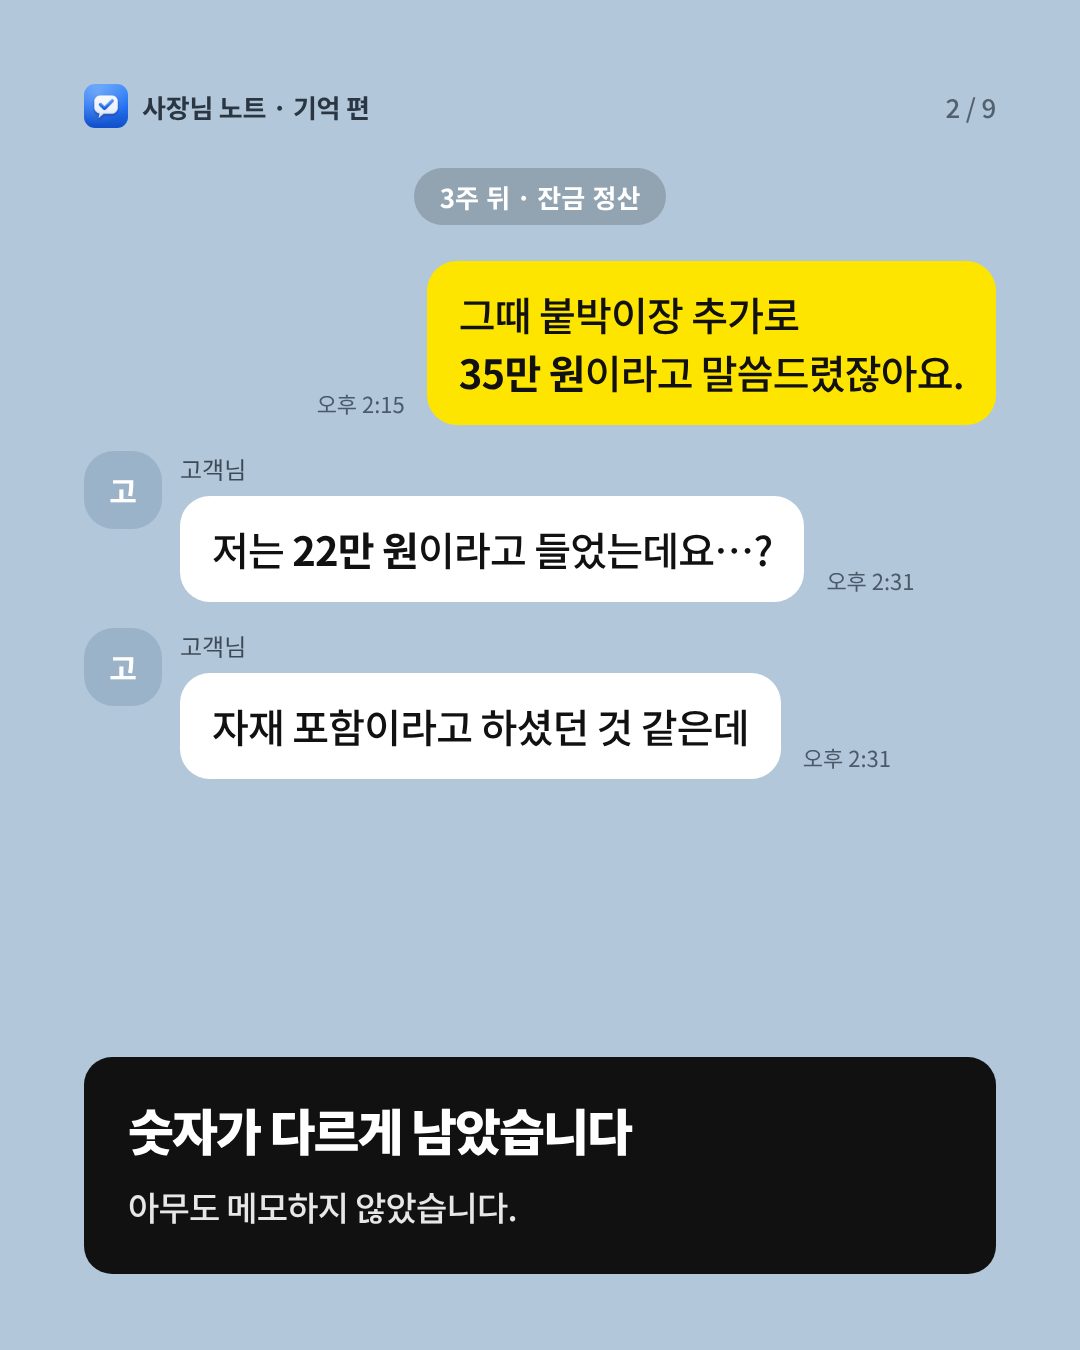 사장님 노트 · 기억 편
2 / 9
3주 뒤 · 잔금 정산
그때 붙박이장 추가로
35만 원이라고 말씀드렸잖아요.
오후 2:15
고
고객님
저는 22만 원이라고 들었는데요…?
오후 2:31
고
고객님
자재 포함이라고 하셨던 것 같은데
오후 2:31
숫자가 다르게 남았습니다
아무도 메모하지 않았습니다.